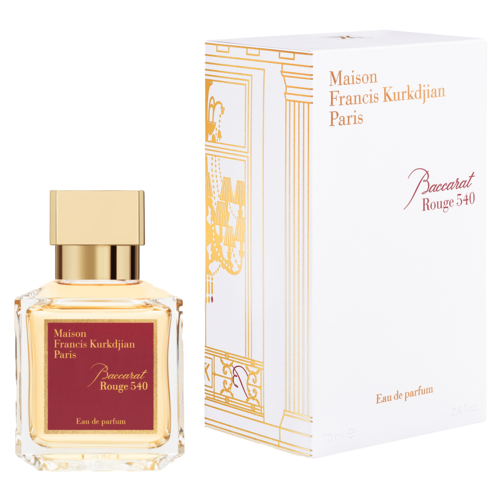 Maison
Francis Kurkdjian
Paris
Baccarat
Rouge 540
Eau de parfum
Maison
Francis Kurkdjian
Paris
Baccarat
Rouge 540
Eau de parfum